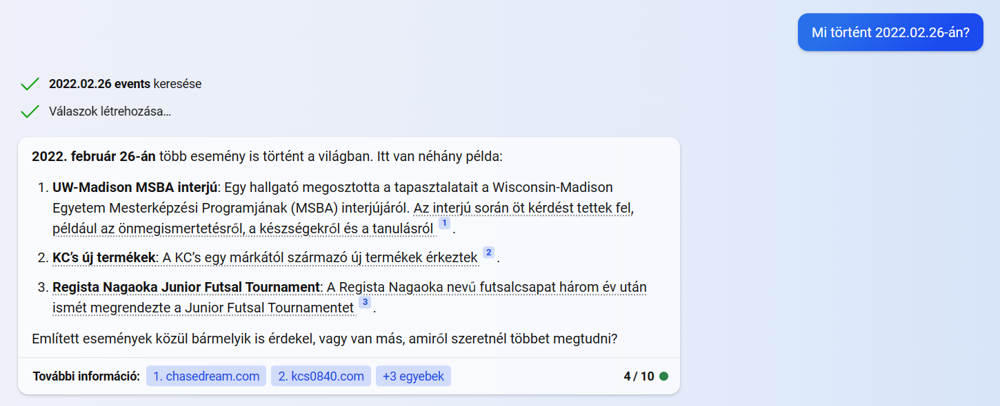 Mi történt 2022.02.26-án?
2022.02.26 events keresése
Válaszok létrehozása...
2022. február 26-án több esemény is történt a világban. Itt van néhány példa:
1. UW-Madison MSBA interjú: Egy hallgató megosztotta a tapasztalatait a Wisconsin-Madison
Egyetem Mesterképzési Programjának (MSBA) interjújáról. Az interjú során öt kérdést tettek fel,
például az önmegismertetésről, a készségekről és a tanulásról 1 .
2. KC’s új termékek: A KC’s egy márkától származó új termékek érkeztek 2 .
3. Regista Nagaoka Junior Futsal Tournament: A Regista Nagaoka nevű futsalcsapat három év után
ismét megrendezte a Junior Futsal Tournamentet 3 .
Említett események közül bármelyik is érdekel, vagy van más, amiről szeretnél többet megtudni?
További információ: 1. chasedream.com 2. kcs0840.com +3 egyebek 4 / 10